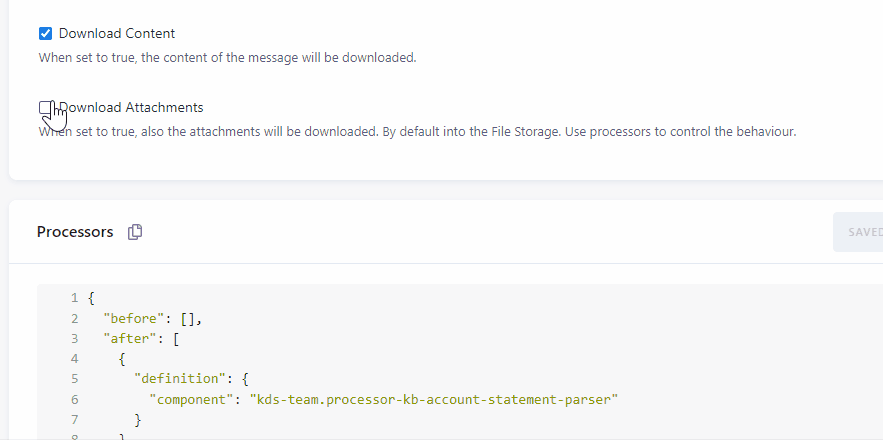 Download Content
When set to true, the content of the message will be downloaded.
Download Attachments
When set to true, also the attachments will be downloaded. By default into the File Storage. Use processors to control the behaviour.
Processors
SAVED
1 {
2 "before": [],
3 "after": [
4 {
5 "definition": {
6 "component": "kds-team.processor-kb-account-statement-parser"
7 }
8 }